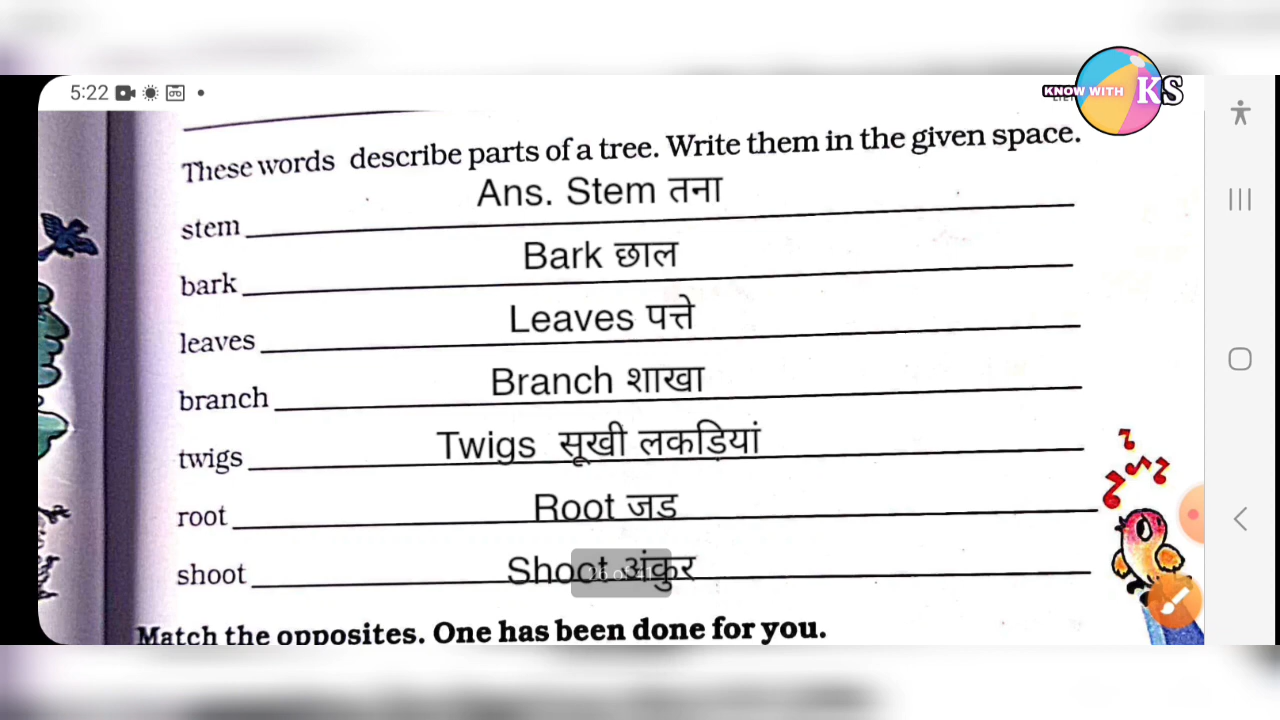 5:22
KNOW WITH KS
These words describe parts of a tree. Write them in the given space.
Ans. Stem तना
stem
Bark छाल
bark
Leaves पत्ते
leaves
Branch शाखा
branch
Twigs सूखी लकड़ियां
twigs
Root जड
root
Shoot अंकुर
shoot
Match the opposites. One has been done for you.